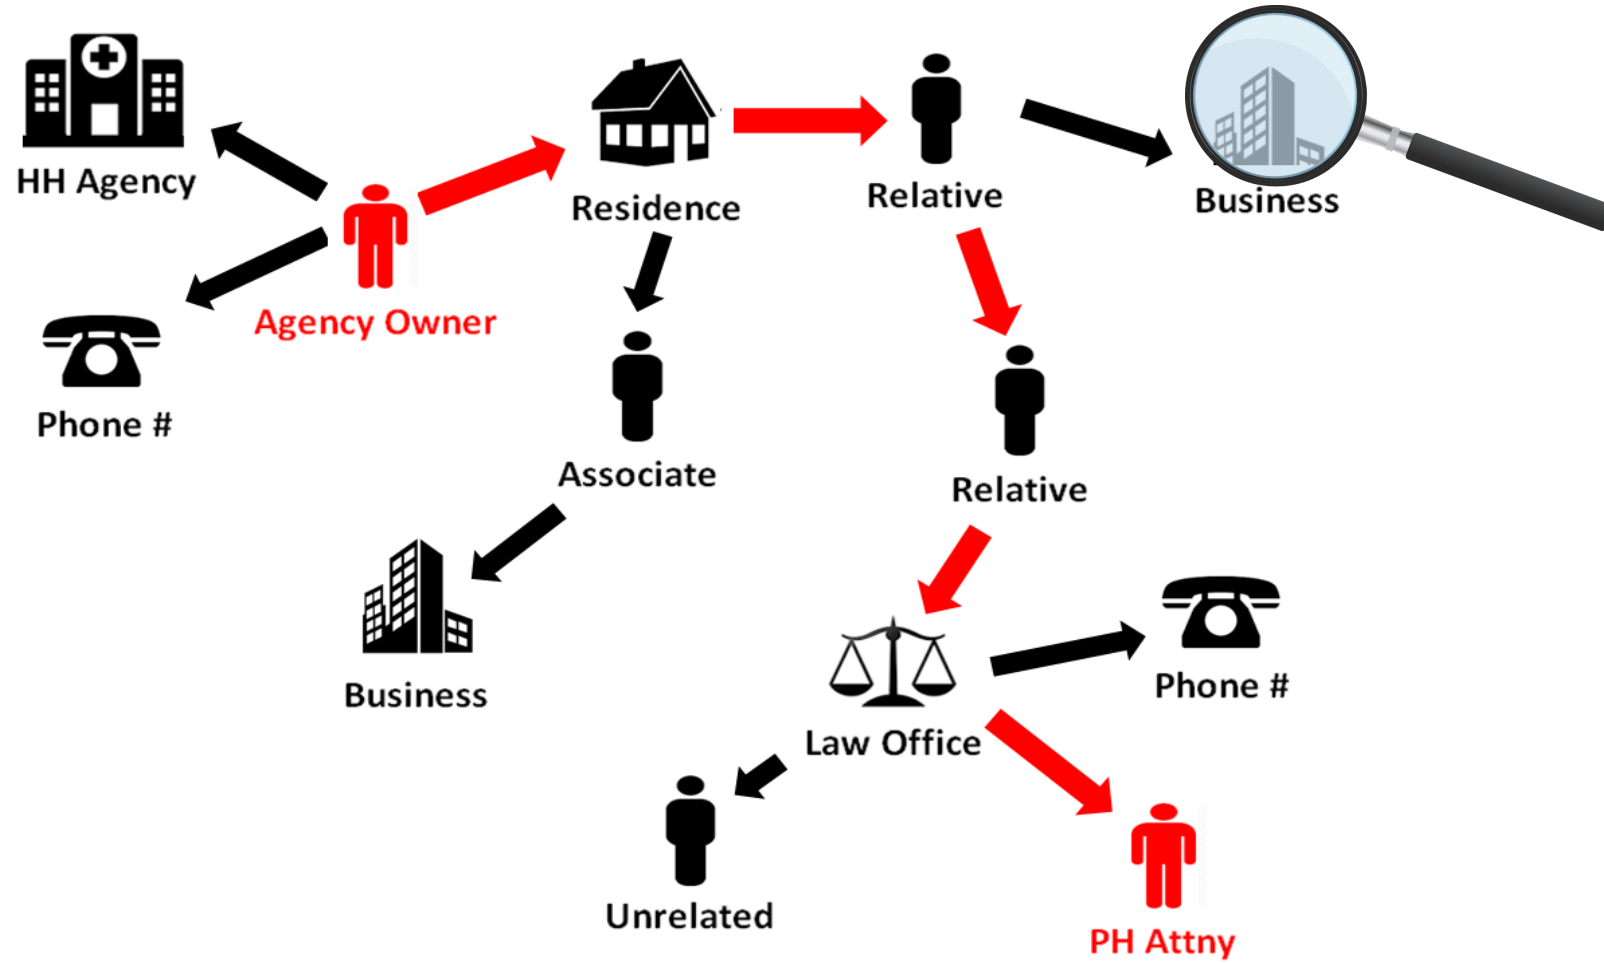 HH Agency
Residence
Relative
Business
Agency Owner
Phone #
Associate
Relative
Business
Phone #
Law Office
Unrelated
PH Attny